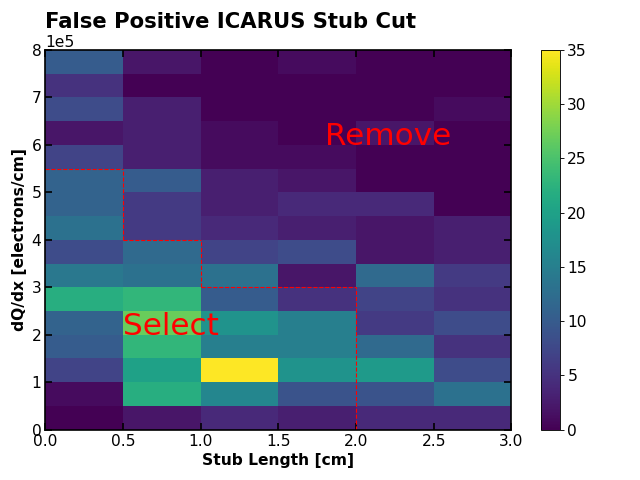 False Positive ICARUS Stub Cut
1e5
8
7
6
5
4
3
2
1
0
dQ/dx [electrons/cm]
Remove
Select
0.0 0.5 1.0 1.5 2.0 2.5 3.0
Stub Length [cm]
35
30
25
20
15
10
5
0